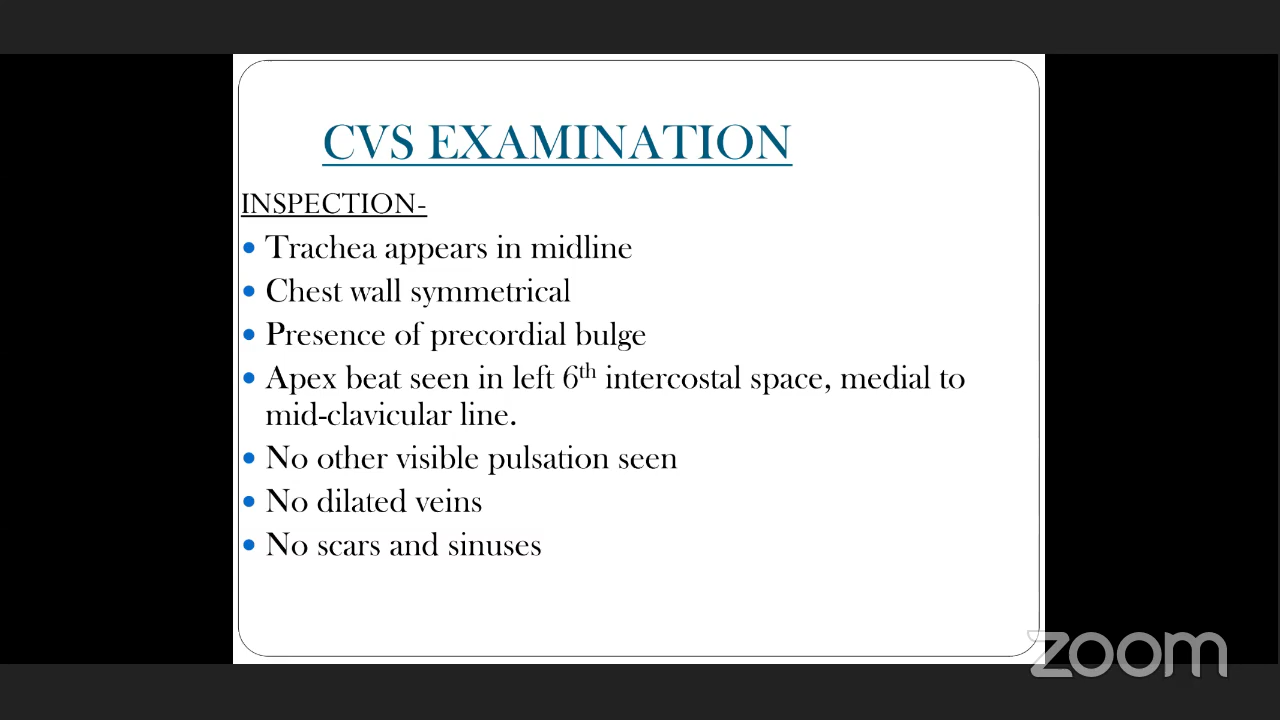 CVS EXAMINATION
INSPECTION-
• Trachea appears in midline
• Chest wall symmetrical
• Presence of precordial bulge
• Apex beat seen in left 6th intercostal space, medial to
mid-clavicular line.
• No other visible pulsation seen
• No dilated veins
• No scars and sinuses
zoom